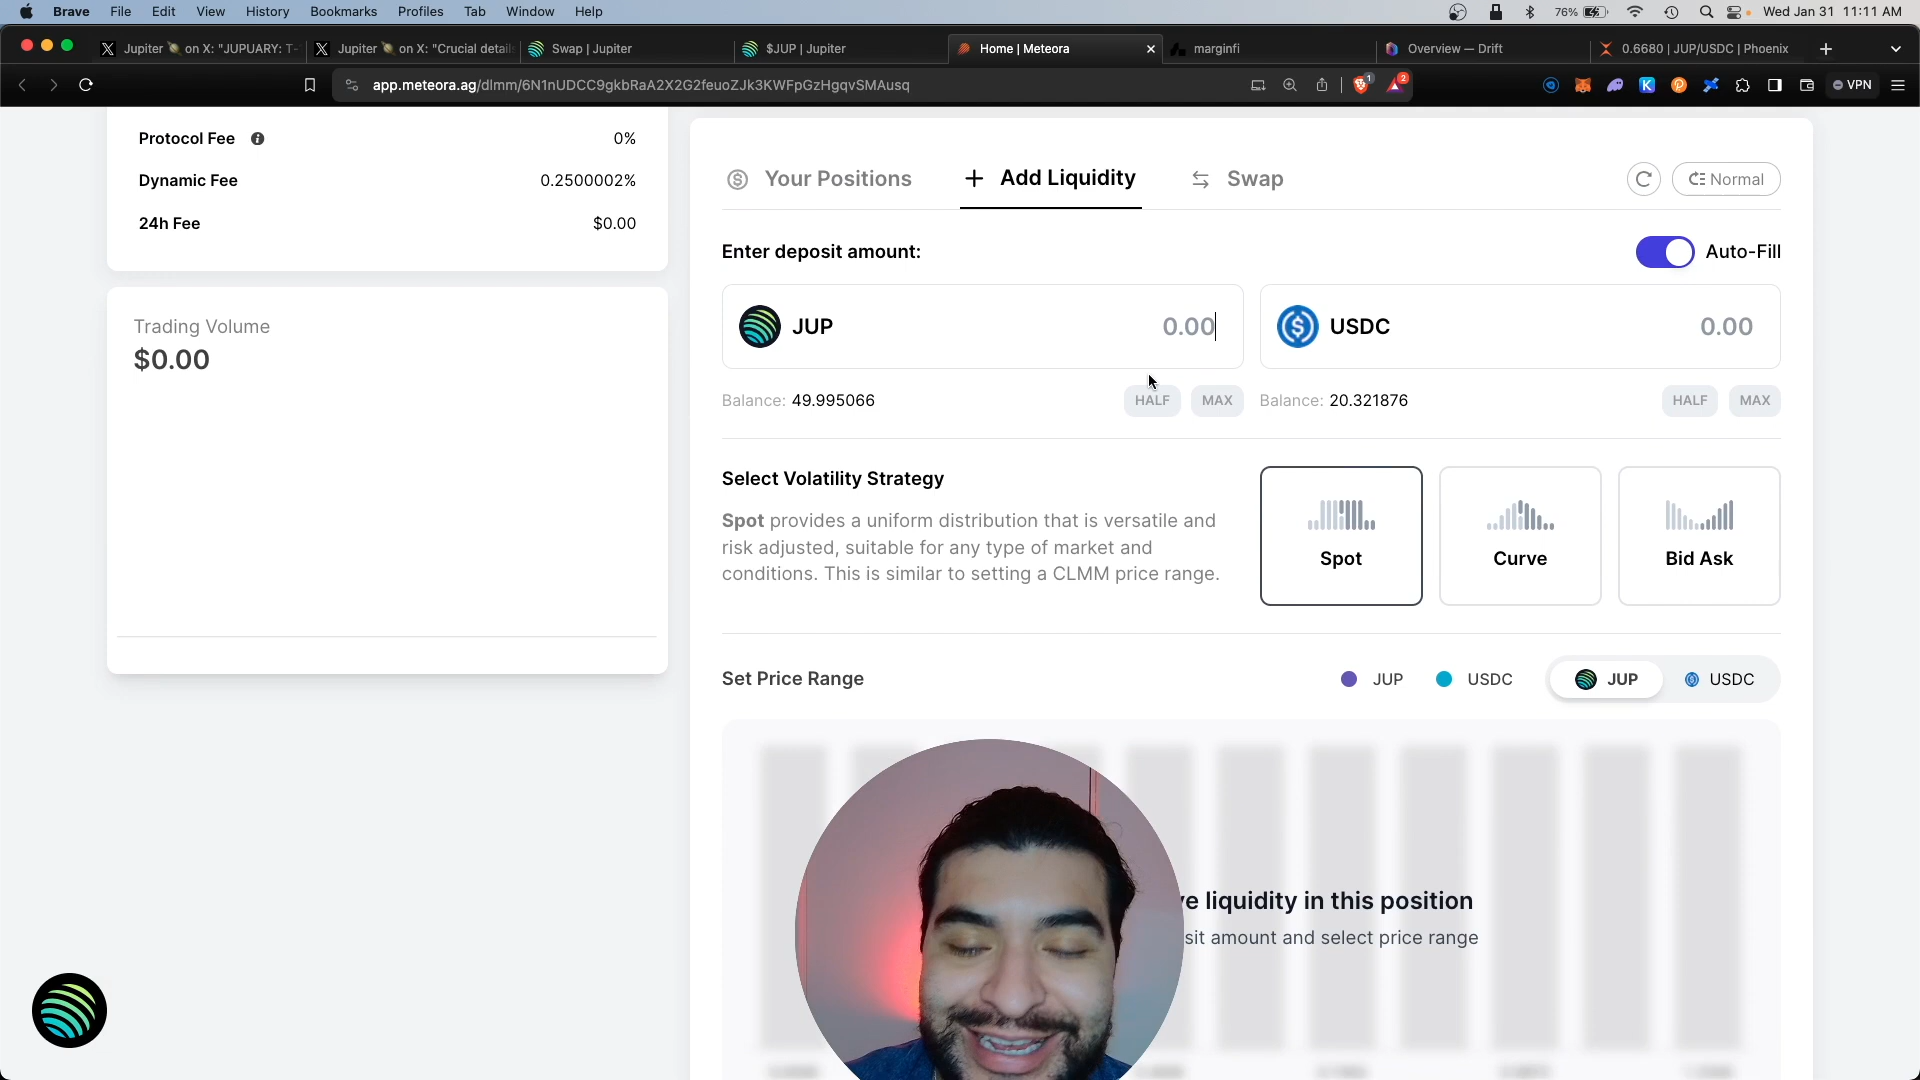 Brave File Edit View History Bookmarks Profiles Tab Window Help 76% Wed Jan 31 11:11 AM
Jupiter on X: "JUPUARY: T- Jupiter on X: "Crucial detail Swap | Jupiter $JUP | Jupiter Home | Meteora marginfi Overview — Drift 0.6680 | JUP/USDC | Phoenix
app.meteora.ag/dlmm/6N1nUDCC9gkbRaA2X2G2feuoZJk3KWFpGzHgqvSMAusq 1 2 VPN
Protocol Fee 0%
Dynamic Fee 0.2500002%
24h Fee $0.00
Trading Volume
$0.00
Your Positions + Add Liquidity Swap Normal
Enter deposit amount: Auto-Fill
JUP 0.00 USDC 0.00
Balance: 49.995066 HALF MAX Balance: 20.321876 HALF MAX
Select Volatility Strategy
Spot provides a uniform distribution that is versatile and
risk adjusted, suitable for any type of market and
conditions. This is similar to setting a CLMM price range.
Spot Curve Bid Ask
Set Price Range JUP USDC JUP USDC
liquidity in this position
amount and select price range